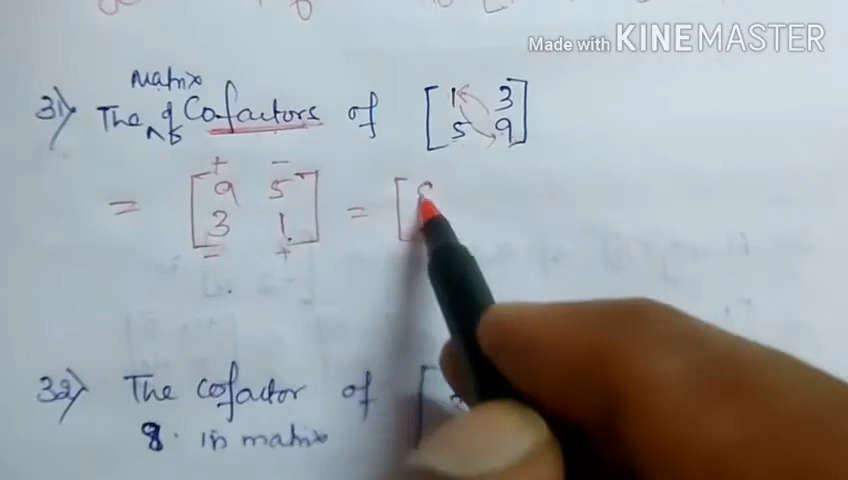 Made with KINEMASTER
Matrix
31) The ^ of Cofactors of [1 3
5 9]
+ -
= [9 5
3 1] = [
- +
32) The cofactor of [
8. in matrix